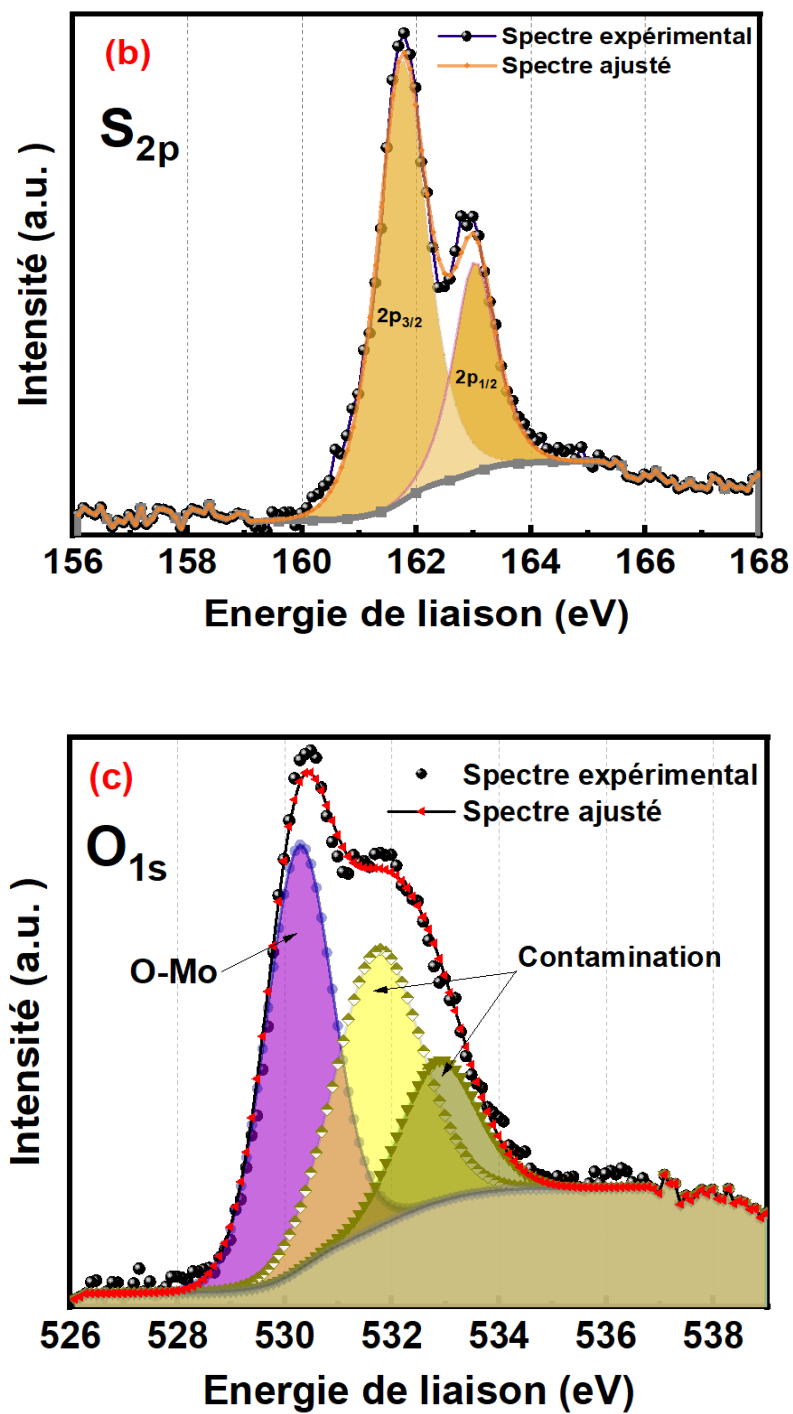 (b)
Spectre expérimental
Spectre ajusté
S2p
2p3/2
2p1/2
Intensité (a.u. )
156 158 160 162 164 166 168
Energie de liaison (eV)
(c)
Spectre expérimental
Spectre ajusté
O1s
O-Mo
Contamination
Intensité (a.u. )
526 528 530 532 534 536 538
Energie de liaison (eV)